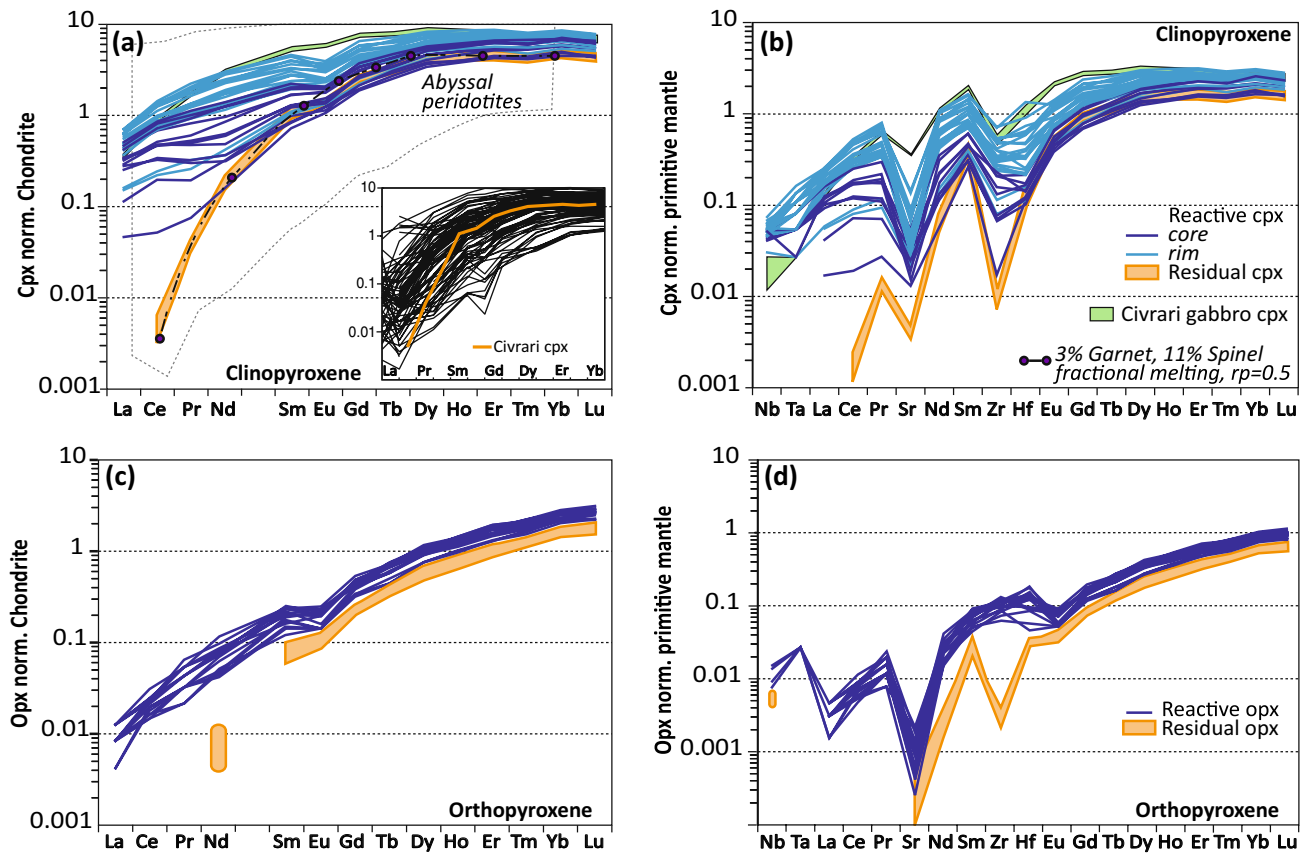 (a)
Cpx norm. Chondrite
10
1
0.1
0.01
0.001
Abyssal
peridotites
Clinopyroxene
10
1
0.1
0.01
Civrari cpx
La Pr Sm Gd Dy Er Yb
La Ce Pr Nd Sm Eu Gd Tb Dy Ho Er Tm Yb Lu
(b)
Clinopyroxene
Cpx norm. primitive mantle
10
1
0.1
0.01
0.001
Reactive cpx
core
rim
Residual cpx
Civrari gabbro cpx
3% Garnet, 11% Spinel
fractional melting, rp=0.5
Nb Ta La Ce Pr Sr Nd Sm Zr Hf Eu Gd Tb Dy Ho Er Tm Yb Lu
(c)
Opx norm. Chondrite
10
1
0.1
0.01
0.001
Orthopyroxene
La Ce Pr Nd Sm Eu Gd Tb Dy Ho Er Tm Yb Lu
(d)
Opx norm. primitive mantle
10
1
0.1
0.01
0.001
Reactive opx
Residual opx
Orthopyroxene
Nb Ta La Ce Pr Sr Nd Sm Zr Hf Eu Gd Tb Dy Ho Er Tm Yb Lu